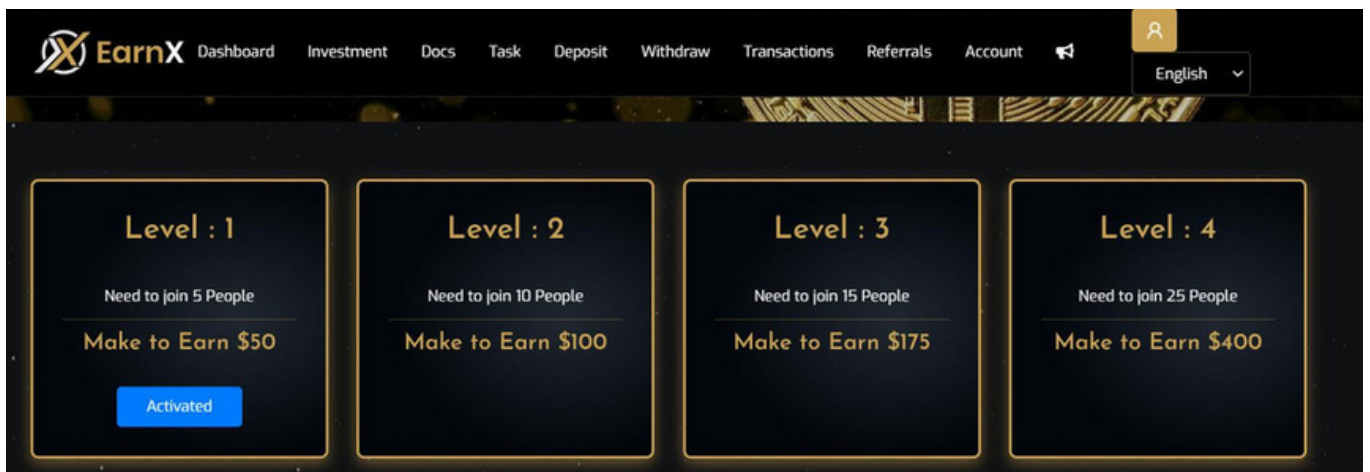 EarnX Dashboard Investment Docs Task Deposit Withdraw Transactions Referrals Account
English
Level : 1
Need to join 5 People
Make to Earn $50
Activated
Level : 2
Need to join 10 People
Make to Earn $100
Level : 3
Need to join 15 People
Make to Earn $175
Level : 4
Need to join 25 People
Make to Earn $400